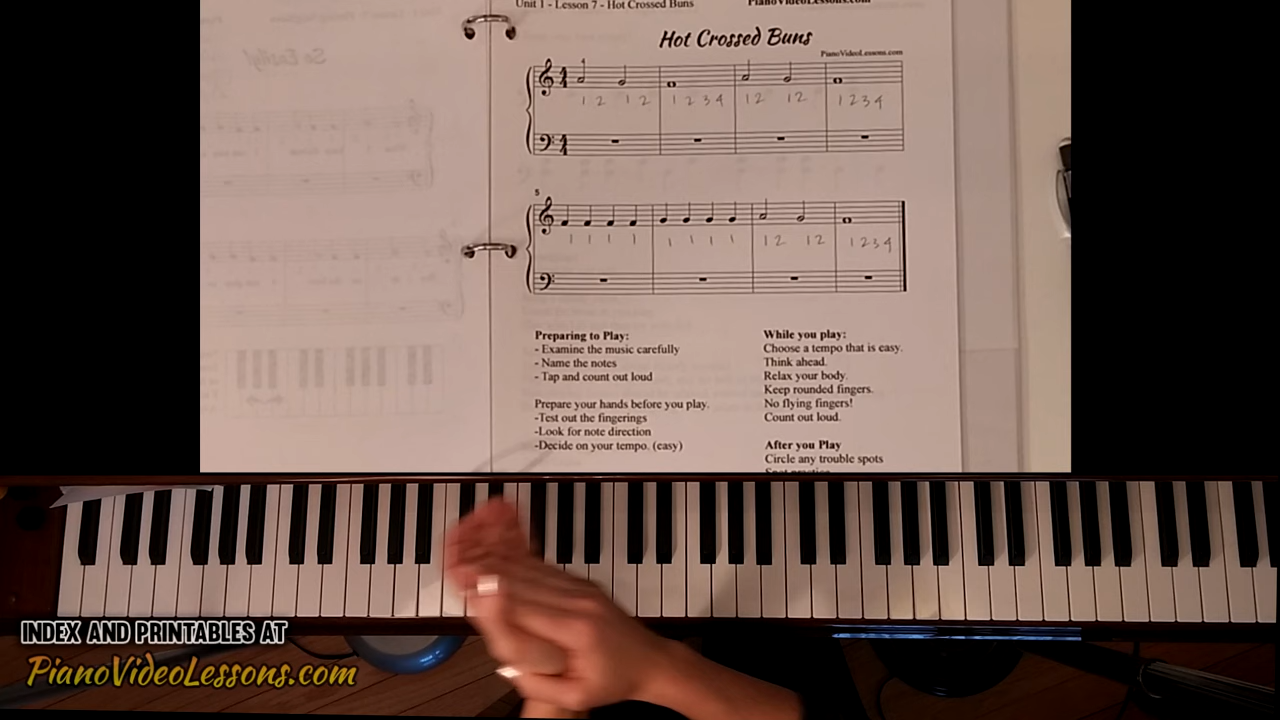 Unit 1 - Lesson 7 - Hot Crossed Buns
PianoVideoLessons.com
Hot Crossed Buns
PianoVideoLessons.com
4
1 2 1 2 1 2 3 4 1 2 1 2 1 2 3 4
5
1 1 1 1 1 1 1 1 1 2 1 2 1 2 3 4
So Easily
Preparing to Play:
- Examine the music carefully
- Name the notes
- Tap and count out loud
Prepare your hands before you play.
-Test out the fingerings
-Look for note direction
-Decide on your tempo. (easy)
While you play:
Choose a tempo that is easy.
Think ahead.
Relax your body.
Keep rounded fingers.
No flying fingers!
Count out loud.
After you Play
Circle any trouble spots
INDEX AND PRINTABLES AT
PianoVideoLessons.com